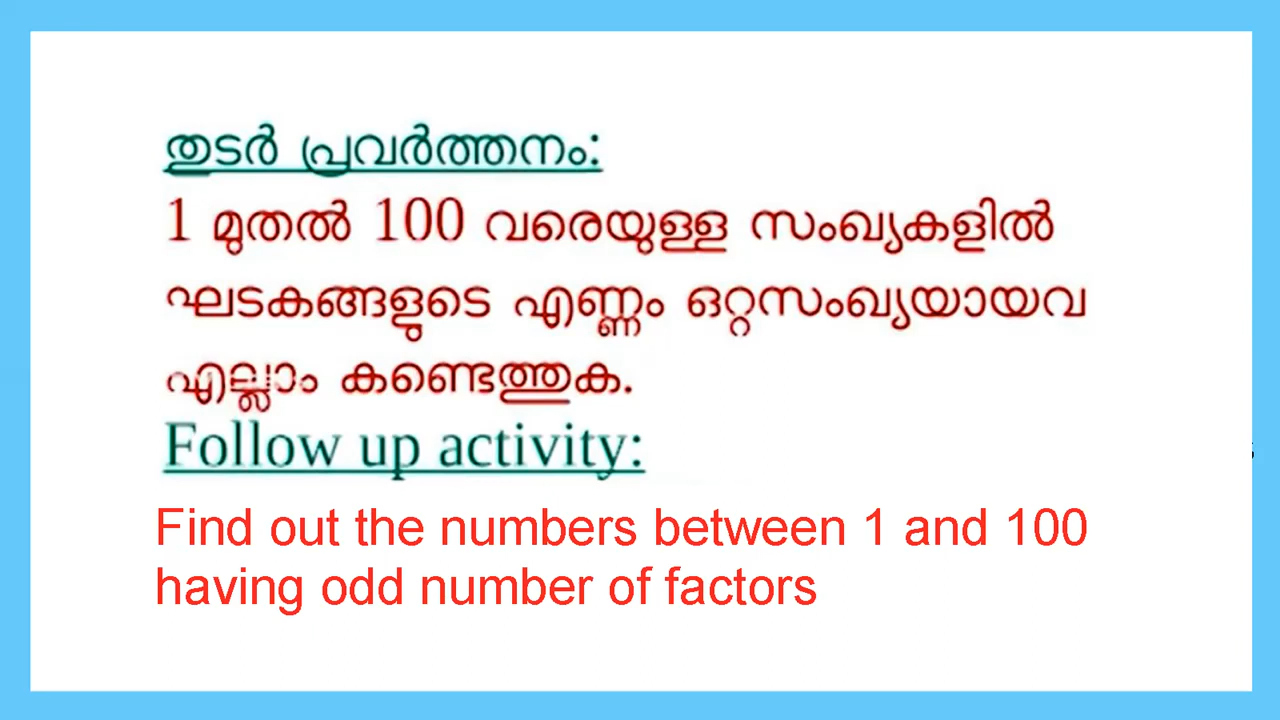 തുടർ പ്രവർത്തനം:
1 മുതൽ 100 വരെയുള്ള സംഖ്യകളിൽ
ഘടകങ്ങളുടെ എണ്ണം ഒറ്റസംഖ്യയായവ
എല്ലാം കണ്ടെത്തുക.
Follow up activity:
Find out the numbers between 1 and 100
having odd number of factors